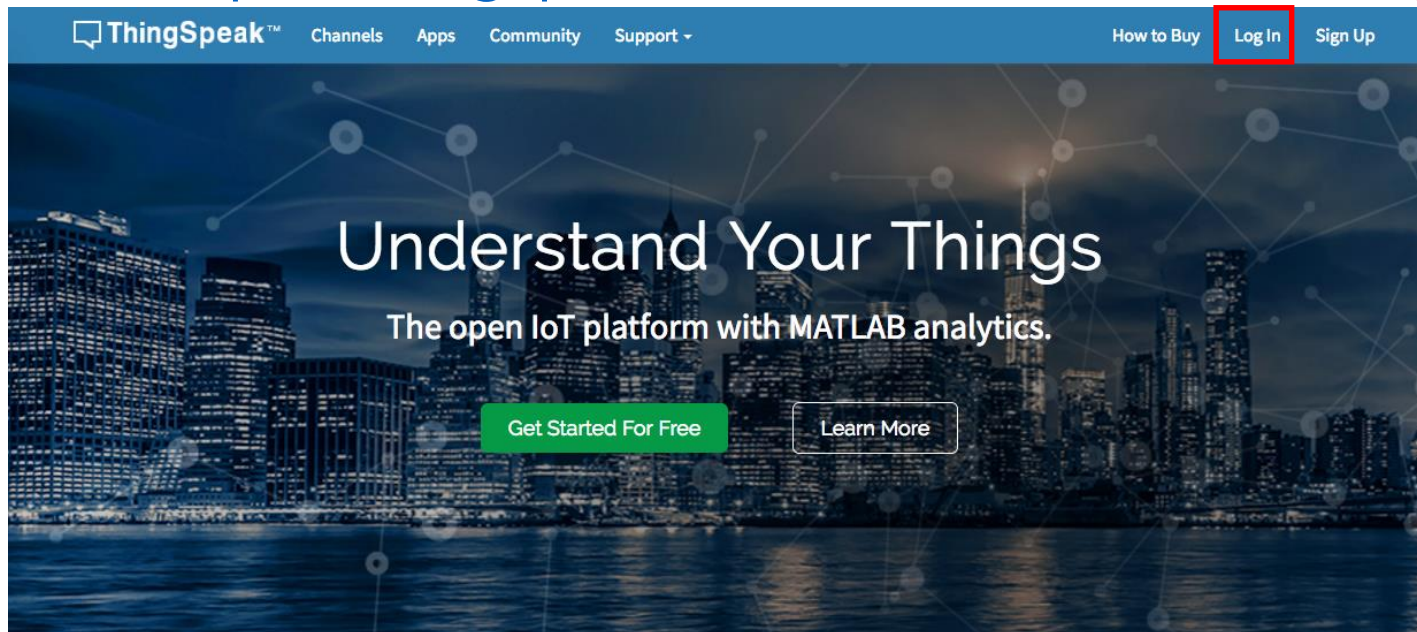 ThingSpeak™ Channels Apps Community Support How to Buy Log In Sign Up
Understand Your Things
The open IoT platform with MATLAB analytics.
Get Started For Free Learn More